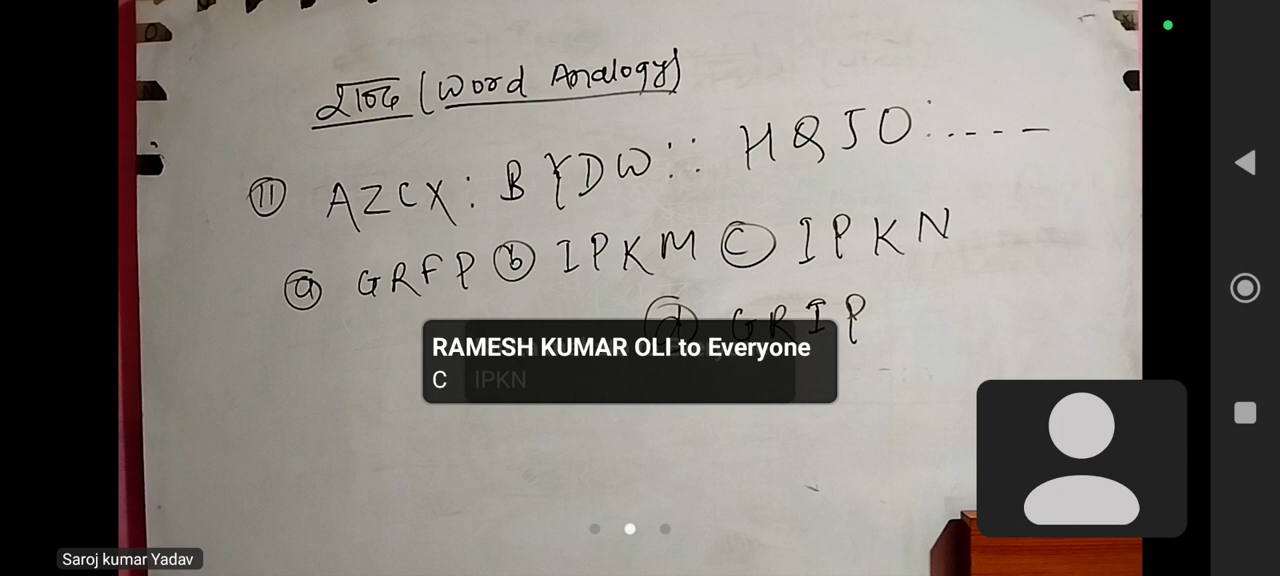 शब्द (Word Analogy)
11 AZCX : BYDW :: HQJO : -----
a GRFP b IPKM c IPKN
d GRIP
RAMESH KUMAR OLI to Everyone
C IPKN
Saroj kumar Yadav